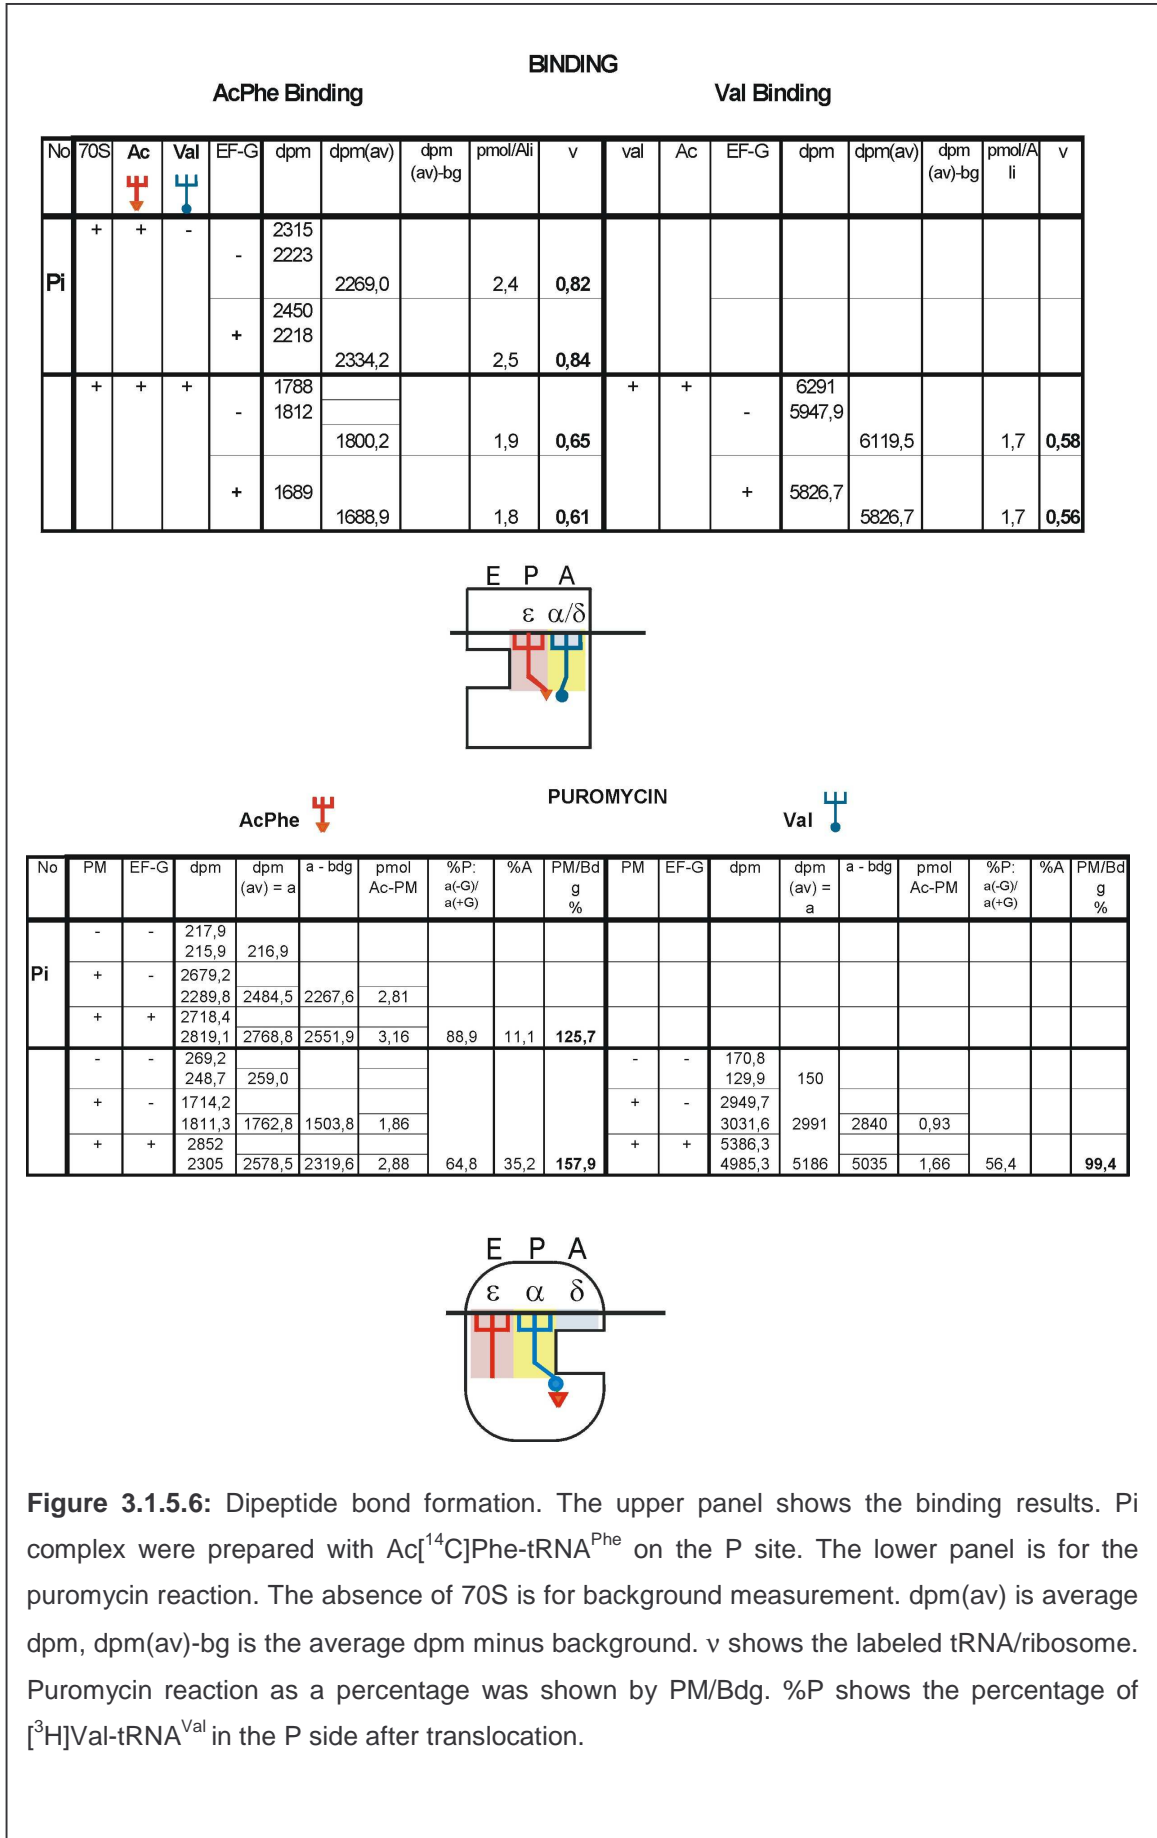 BINDING
AcPhe Binding Val Binding
No 70S Ac Val EF-G dpm dpm(av) dpm (av)-bg pmol/Ali v val Ac EF-G dpm dpm(av) dpm (av)-bg pmol/A li v
+ + - 2315
- 2223
Pi 2269,0 2,4 0,82
2450
+ 2218
2334,2 2,5 0,84
+ + + 1788 + + 6291
- 1812 - 5947,9
1800,2 1,9 0,65 6119,5 1,7 0,58
+ 1689 + 5826,7
1688,9 1,8 0,61 5826,7 1,7 0,56
E P A
ε α/δ
PUROMYCIN
AcPhe Val
No PM EF-G dpm dpm (av) = a a - bdg pmol Ac-PM %P: a(-G)/ a(+G) %A PM/Bd g % PM EF-G dpm dpm (av) = a a - bdg pmol Ac-PM %P: a(-G)/ a(+G) %A PM/Bd g %
- - 217,9
215,9 216,9
Pi + - 2679,2
2289,8 2484,5 2267,6 2,81
+ + 2718,4
2819,1 2768,8 2551,9 3,16 88,9 11,1 125,7
- - 269,2 - - 170,8
248,7 259,0 129,9 150
+ - 1714,2 + - 2949,7
1811,3 1762,8 1503,8 1,86 3031,6 2991 2840 0,93
+ + 2852 + + 5386,3
2305 2578,5 2319,6 2,88 64,8 35,2 157,9 4985,3 5186 5035 1,66 56,4 99,4
E P A
ε α δ
Figure 3.1.5.6: Dipeptide bond formation. The upper panel shows the binding results. Pi
complex were prepared with Ac[14C]Phe-tRNAPhe on the P site. The lower panel is for the
puromycin reaction. The absence of 70S is for background measurement. dpm(av) is average
dpm, dpm(av)-bg is the average dpm minus background. ν shows the labeled tRNA/ribosome.
Puromycin reaction as a percentage was shown by PM/Bdg. %P shows the percentage of
[3H]Val-tRNAVal in the P side after translocation.